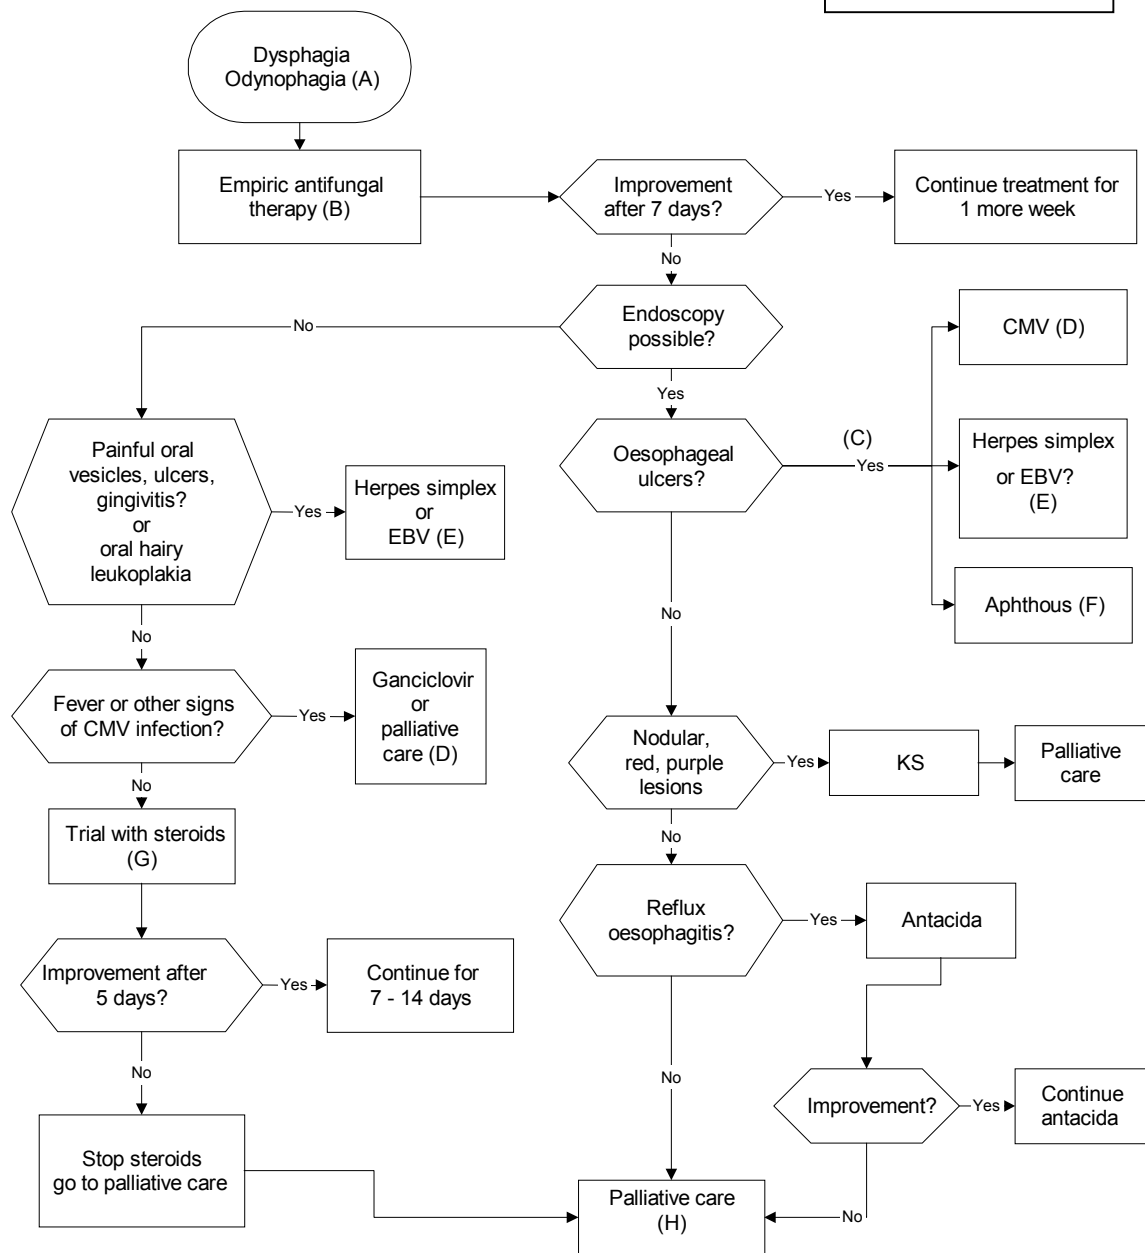 Dysphagia
Odynophagia (A)
Empiric antifungal
therapy (B)
Improvement
after 7 days?
Yes
Continue treatment for
1 more week
No
Endoscopy
possible?
No
Yes
CMV (D)
Painful oral
vesicles, ulcers,
gingivitis?
or
oral hairy
leukoplakia
Yes
Herpes simplex
or
EBV (E)
Oesophageal
ulcers?
(C)
Yes
Herpes simplex
or EBV?
(E)
Aphthous (F)
No
No
Fever or other signs
of CMV infection?
Yes
Ganciclovir
or
palliative
care (D)
Nodular,
red, purple
lesions
Yes
KS
Palliative
care
No
Trial with steroids
(G)
No
Reflux
oesophagitis?
Yes
Antacida
Improvement after
5 days?
Yes
Continue for
7 - 14 days
No
No
Improvement?
Yes
Continue
antacida
Stop steroids
go to palliative care
Palliative care
(H)
No